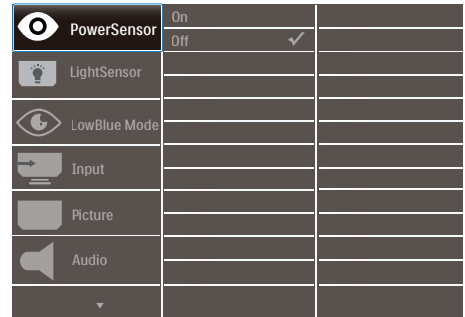 PowerSensor
On
Off
LightSensor
LowBlue Mode
Input
Picture
Audio